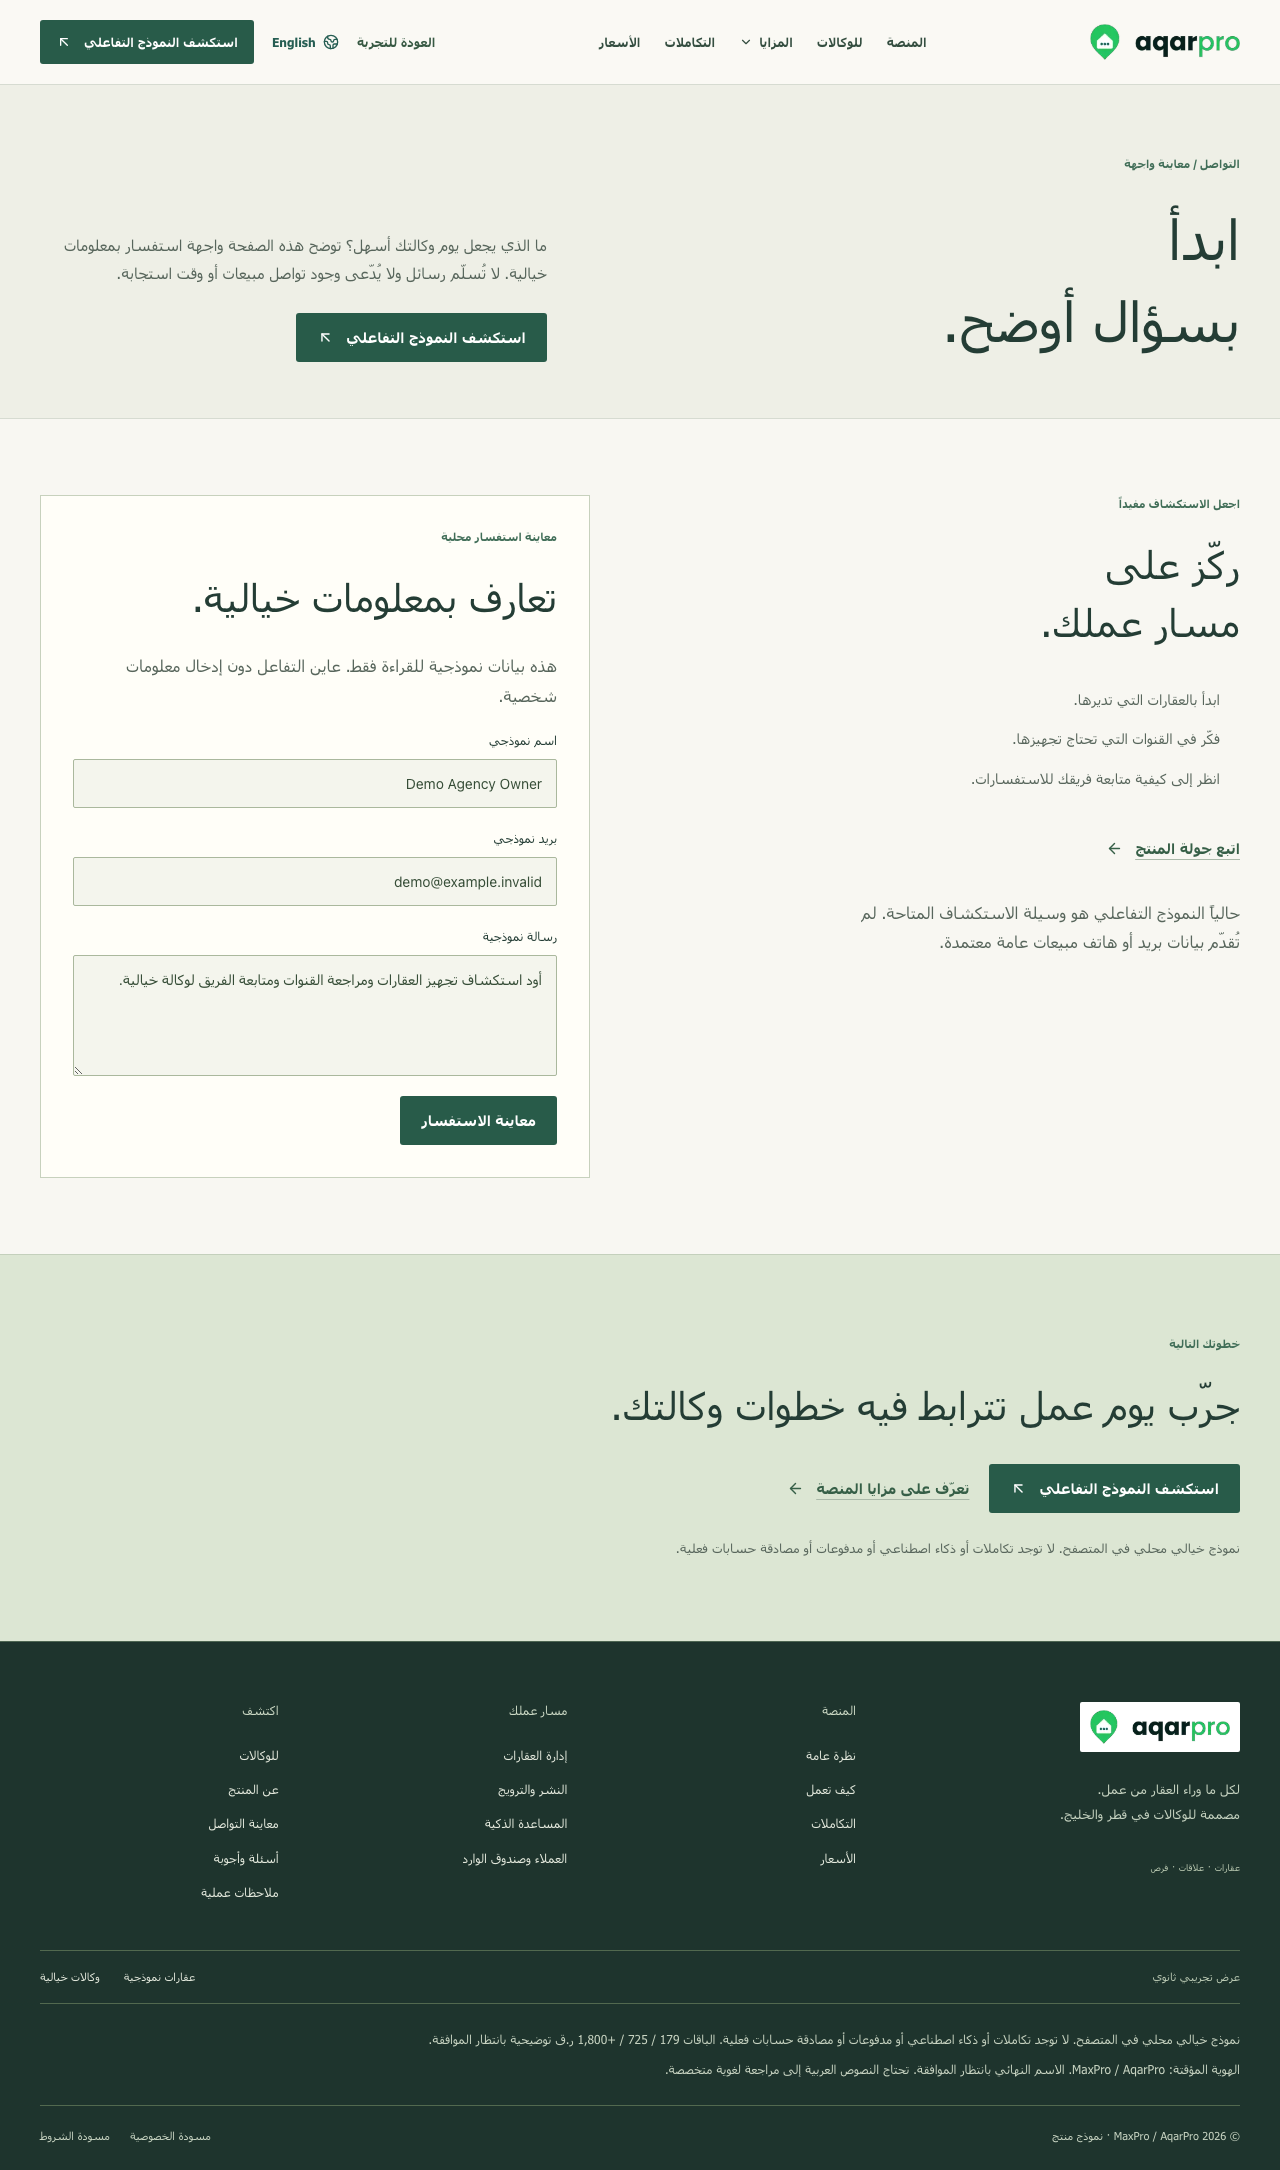 aqarpro
المنصة
للوكالات
المزايا
التكاملات
الأسعار
العودة للتجربة
English
استكشف النموذج التفاعلي
التواصل / معاينة واجهة
ابدأ
بسؤال أوضح.
ما الذي يجعل يوم وكالتك أسهل؟ توضح هذه الصفحة واجهة استفسار بمعلومات
خيالية. لا تُسلّم رسائل ولا يُدّعى وجود تواصل مبيعات أو وقت استجابة.
استكشف النموذج التفاعلي
اجعل الاستكشاف مفيداً
ركّز على
مسار عملك.
ابدأ بالعقارات التي تديرها.
فكّر في القنوات التي تحتاج تجهيزها.
انظر إلى كيفية متابعة فريقك للاستفسارات.
اتبع جولة المنتج
حالياً النموذج التفاعلي هو وسيلة الاستكشاف المتاحة. لم
تُقدّم بيانات بريد أو هاتف مبيعات عامة معتمدة.
معاينة استفسار محلية
تعارف بمعلومات خيالية.
هذه بيانات نموذجية للقراءة فقط. عاين التفاعل دون إدخال معلومات
شخصية.
اسم نموذجي
Demo Agency Owner
بريد نموذجي
demo@example.invalid
رسالة نموذجية
أود استكشاف تجهيز العقارات ومراجعة القنوات ومتابعة الفريق لوكالة خيالية.
معاينة الاستفسار
خطوتك التالية
جرّب يوم عمل تترابط فيه خطوات وكالتك.
استكشف النموذج التفاعلي
تعرّف على مزايا المنصة
نموذج خيالي محلي في المتصفح. لا توجد تكاملات أو ذكاء اصطناعي أو مدفوعات أو مصادقة حسابات فعلية.
aqarpro
لكل ما وراء العقار من عمل.
مصممة للوكالات في قطر والخليج.
عقارات · علاقات · فرص
المنصة
نظرة عامة
كيف تعمل
التكاملات
الأسعار
مسار عملك
إدارة العقارات
النشر والترويج
المساعدة الذكية
العملاء وصندوق الوارد
اكتشف
للوكالات
عن المنتج
معاينة التواصل
أسئلة وأجوبة
ملاحظات عملية
عرض تجريبي ثانوي
عقارات نموذجية
وكالات خيالية
نموذج خيالي محلي في المتصفح. لا توجد تكاملات أو ذكاء اصطناعي أو مدفوعات أو مصادقة حسابات فعلية. الباقات 179 / 725 / 1,800+ ر.ق توضيحية بانتظار الموافقة.
الهوية المؤقتة: MaxPro / AqarPro. الاسم النهائي بانتظار الموافقة. تحتاج النصوص العربية إلى مراجعة لغوية متخصصة.
© 2026 MaxPro / AqarPro · نموذج منتج
مسودة الخصوصية
مسودة الشروط